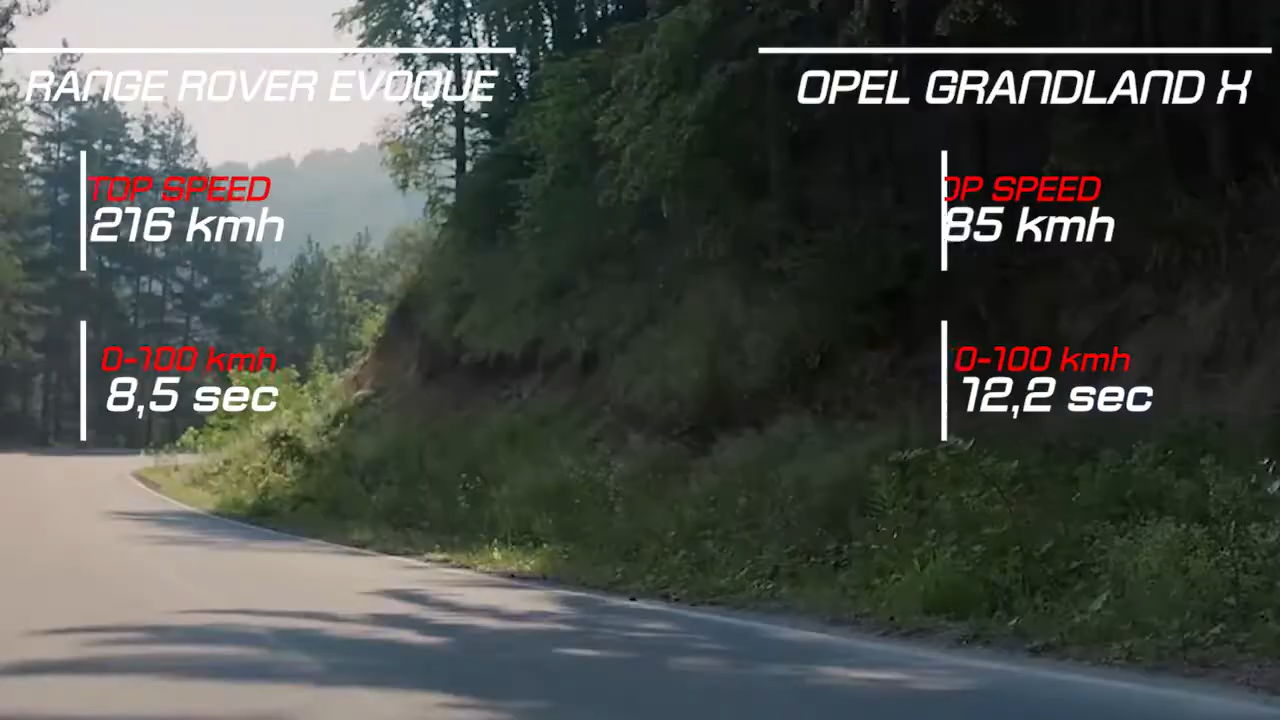 RANGE ROVER EVOQUE
TOP SPEED
216 kmh
0-100 kmh
8,5 sec
OPEL GRANDLAND X
OP SPEED
85 kmh
0-100 kmh
12,2 sec